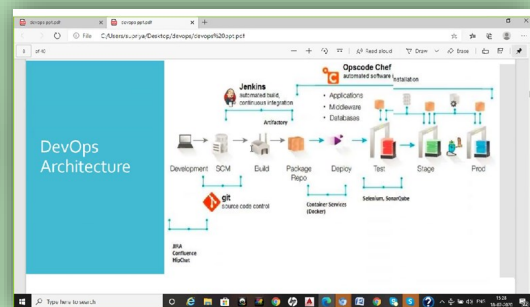 devops ppt.pdf
devops ppt.pdf
File C:/Users/supriya/Desktop/devops/devops%20ppt.pdf
of 40
Read aloud
Draw
Erase
DevOps
Architecture
Opscode Chef
automated software installation
Jenkins
automated build,
continuous integration
Artifactory
• Applications
• Middleware
• Databases
Development SCM Build Package Repo Deploy Test Stage Prod
git
source code control
Container Services
(Docker)
Selenium, SonarQube
JIRA
Confluence
HipChat
Type here to search
ENG